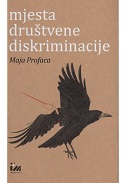 mjesta
društvene
diskriminacije
Maja Profaca